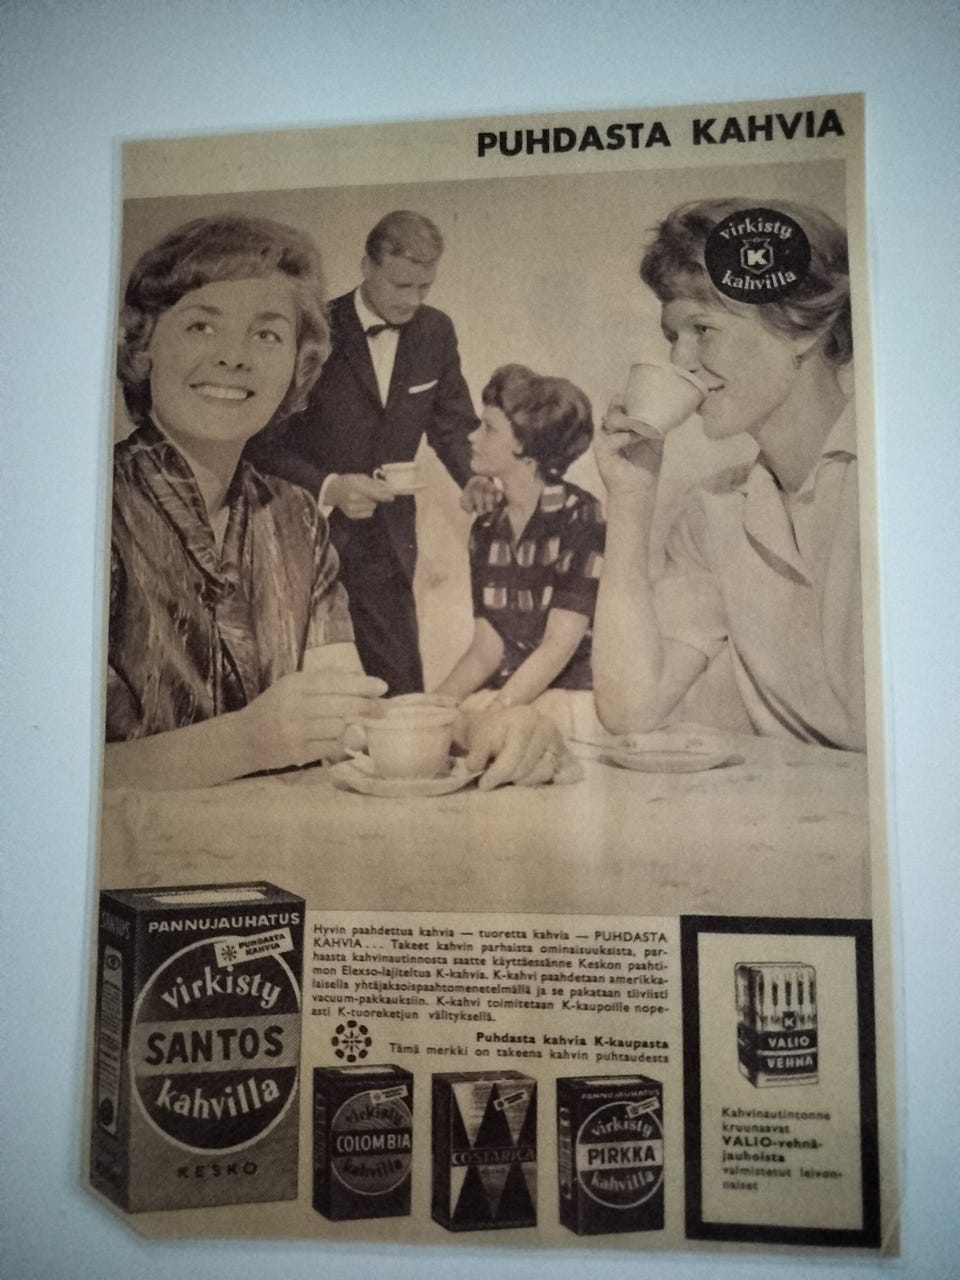 PUHDASTA KAHVIA
virkisty
K
kahvilla
SANTOS
PANNUJAUHATUS
PUHDASTA
KAHVIA
virkisty
SANTOS
kahvilla
KESKO
Hyvin paahdettua kahvia — tuoretta kahvia — PUHDASTA
KAHVIA... Takeet kahvin parhaista ominaisuuksista, par-
haasta kahvinautinnosta saatte käyttäessänne Keskon paahti-
mon Elexso-lajiteltua K-kahvia. K-kahvi paahdetaan amerikka-
laisella yhtäjaksoispaahtomenetelmällä ja se pakataan tiiviisti
vacuum-pakkauksiin. K-kahvi toimitetaan K-kaupoille nope-
asti K-tuoreketjun välityksellä.
Puhdasta kahvia K-kaupasta
Tämä merkki on takeena kahvin puhtaudesta
virkisty
COLOMBIA
kahvilla
COSTARICA
PANNUJAUHATUS
virkisty
PIRKKA
kahvilla
K
VALIO
VEHNÄ
Kahvinautintonne
kruunaavat
VALIO-vehnä-
jauhoista
valmistetut leivon-
naiset